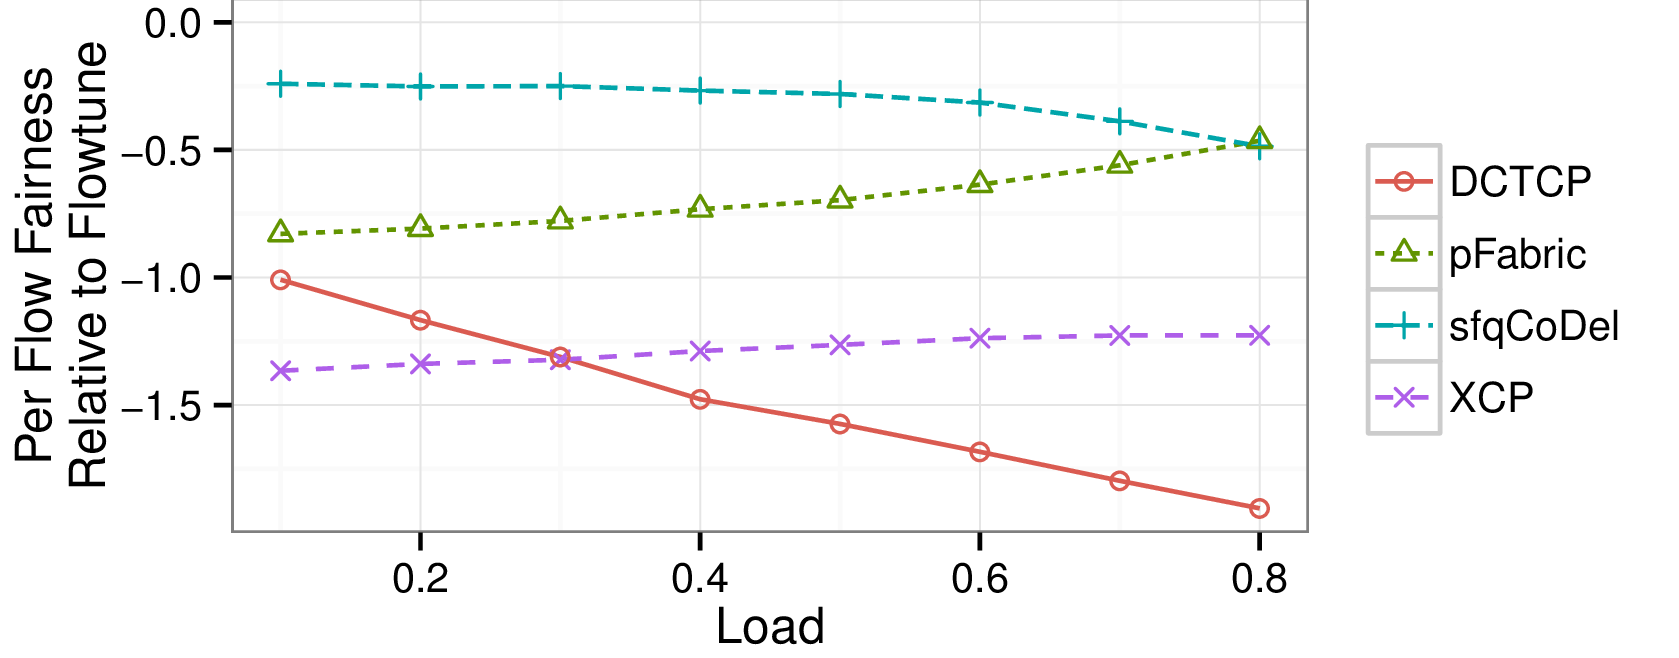 Per Flow Fairness
Relative to Flowtune
0.0
−0.5
−1.0
−1.5
0.2
0.4
0.6
0.8
Load
DCTCP
pFabric
sfqCoDel
XCP